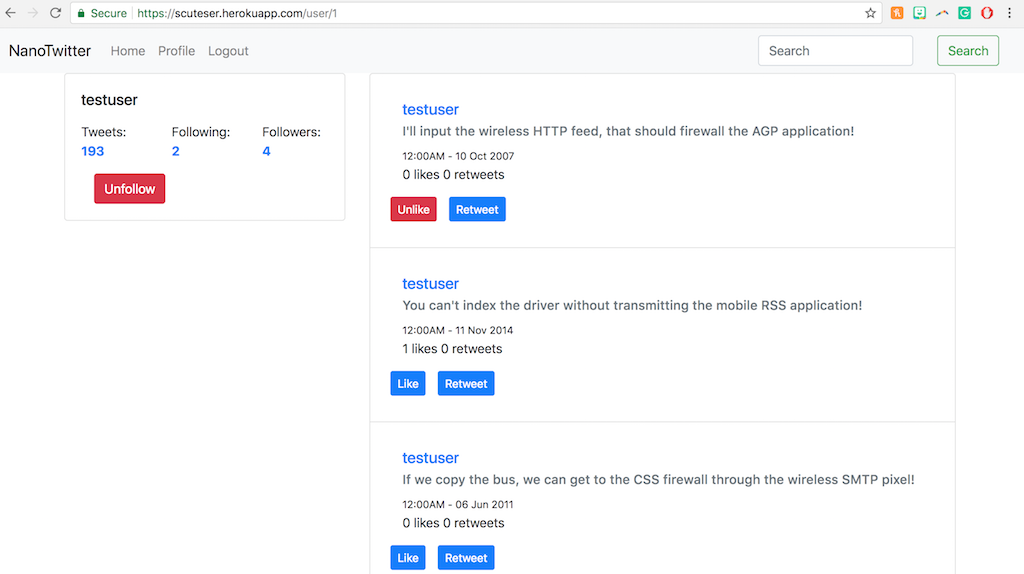 Secure https://scuteser.herokuapp.com/user/1
NanoTwitter Home Profile Logout Search Search
testuser
Tweets: Following: Followers:
193 2 4
Unfollow
testuser
I'll input the wireless HTTP feed, that should firewall the AGP application!
12:00AM - 10 Oct 2007
0 likes 0 retweets
Unlike Retweet
testuser
You can't index the driver without transmitting the mobile RSS application!
12:00AM - 11 Nov 2014
1 likes 0 retweets
Like Retweet
testuser
If we copy the bus, we can get to the CSS firewall through the wireless SMTP pixel!
12:00AM - 06 Jun 2011
0 likes 0 retweets
Like Retweet